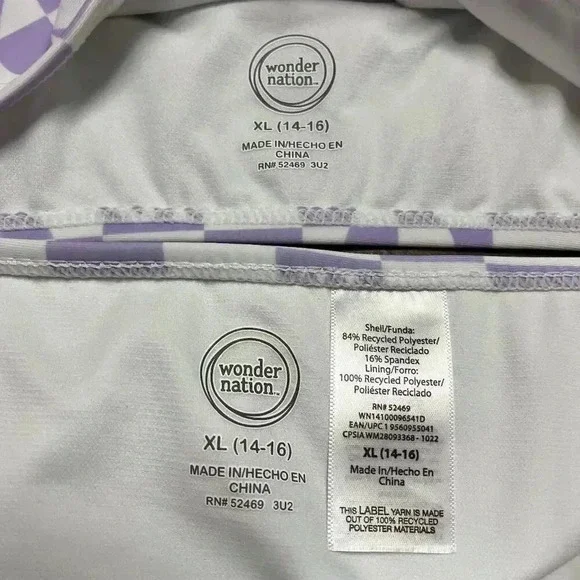 wonder
nation™
XL (14-16)
MADE IN/HECHO EN
CHINA
RN# 52469 3U2
wonder
nation™
XL (14-16)
MADE IN/HECHO EN
CHINA
RN# 52469 3U2
Shell/Funda:
84% Recycled Polyester/
Poliéster Reciclado
16% Spandex
Lining/Forro:
100% Recycled Polyester/
Poliéster Reciclado
RN# 52469
WN14100096541D
EAN/UPC 1 9560955041
CPSIA WM28093368 - 1022
XL (14-16)
Made In/Hecho En
China
THIS LABEL YARN IS MADE
OUT OF 100% RECYCLED
POLYESTER MATERIALS